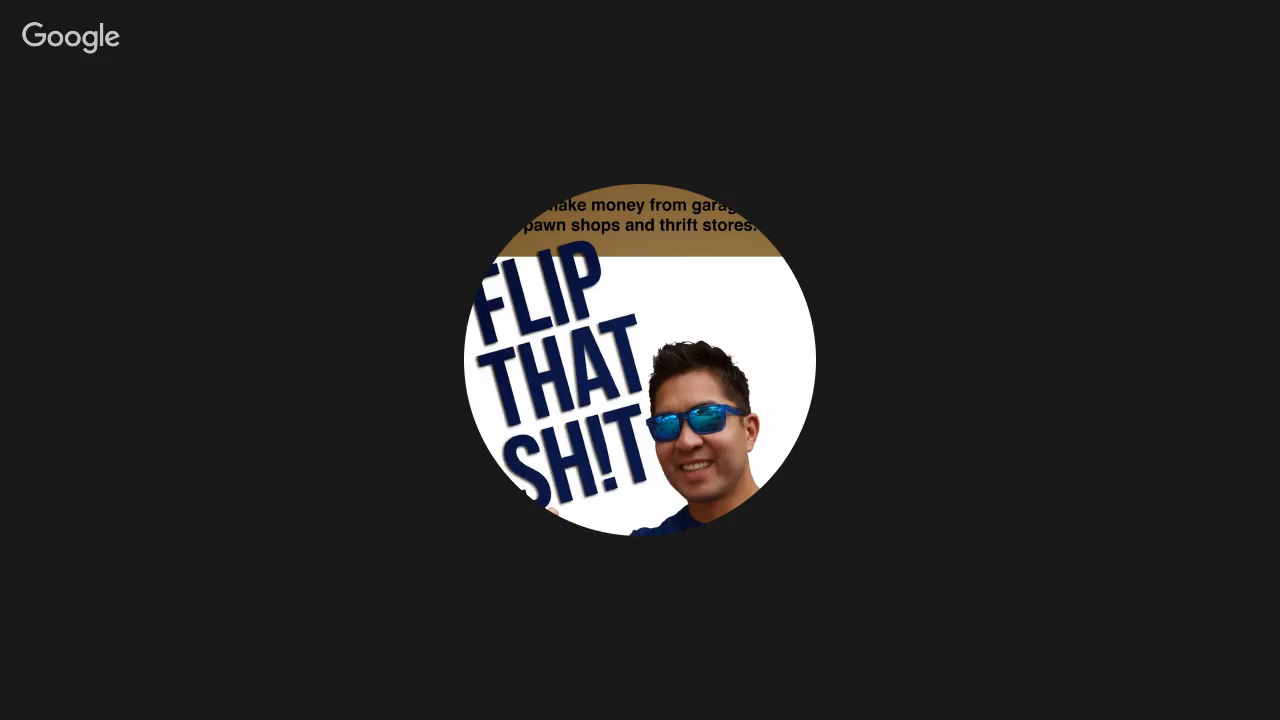 Google
make money from garag
pawn shops and thrift stores.
FLIP
THAT
SH!T